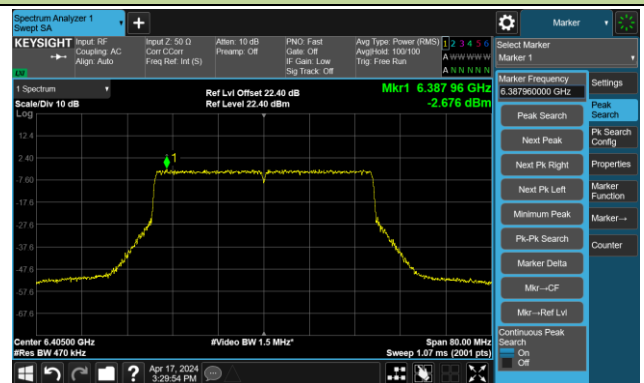 Spectrum Analyzer 1
Swept SA
+
Marker
KEYSIGHT
Input: RF
Coupling: AC
Align: Auto
Input Z: 50 Ω
Corr CCorr
Freq Ref: Int (S)
Atten: 10 dB
Preamp: Off
PNO: Fast
Gate: Off
IF Gain: Low
Sig Track: Off
Avg Type: Power (RMS)
Avg|Hold: 100/100
Trig: Free Run
1 2 3 4 5 6
A W W W W W
A N N N N N
Select Marker
Marker 1
LXI
1 Spectrum
Scale/Div 10 dB
Ref Lvl Offset 22.40 dB
Ref Level 22.40 dBm
Mkr1 6.387 96 GHz
-2.676 dBm
Marker Frequency
6.387960000 GHz
Settings
Peak Search
Peak
Search
Next Peak
Pk Search
Config
Next Pk Right
Properties
Next Pk Left
Marker
Function
Minimum Peak
Marker→
Pk-Pk Search
Counter
Marker Delta
Mkr→CF
Mkr→Ref Lvl
Continuous Peak
Search
On
Off
Log
12.4
2.40
-7.60
-17.6
-27.6
-37.6
-47.6
-57.6
-67.6
1
Center 6.40500 GHz
#Res BW 470 kHz
#Video BW 1.5 MHz*
Span 80.00 MHz
Sweep 1.07 ms (2001 pts)
?
Apr 17, 2024
3:29:54 PM